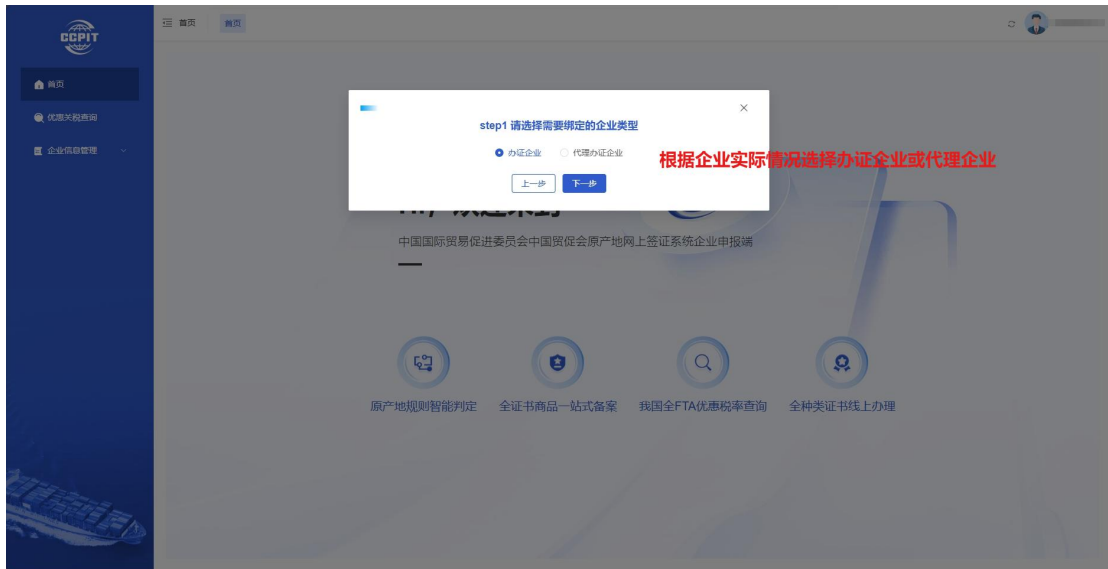 CCPIT
首页 首页
首页
优惠关税查询
企业信息管理
step1 请选择需要绑定的企业类型
办证企业 代理办证企业
根据企业实际情况选择办证企业或代理企业
上一步 下一步
中国国际贸易促进委员会中国贸促会原产地网上签证系统企业申报端
原产地规则智能判定 全证书商品一站式备案 我国全FTA优惠税率查询 全种类证书线上办理